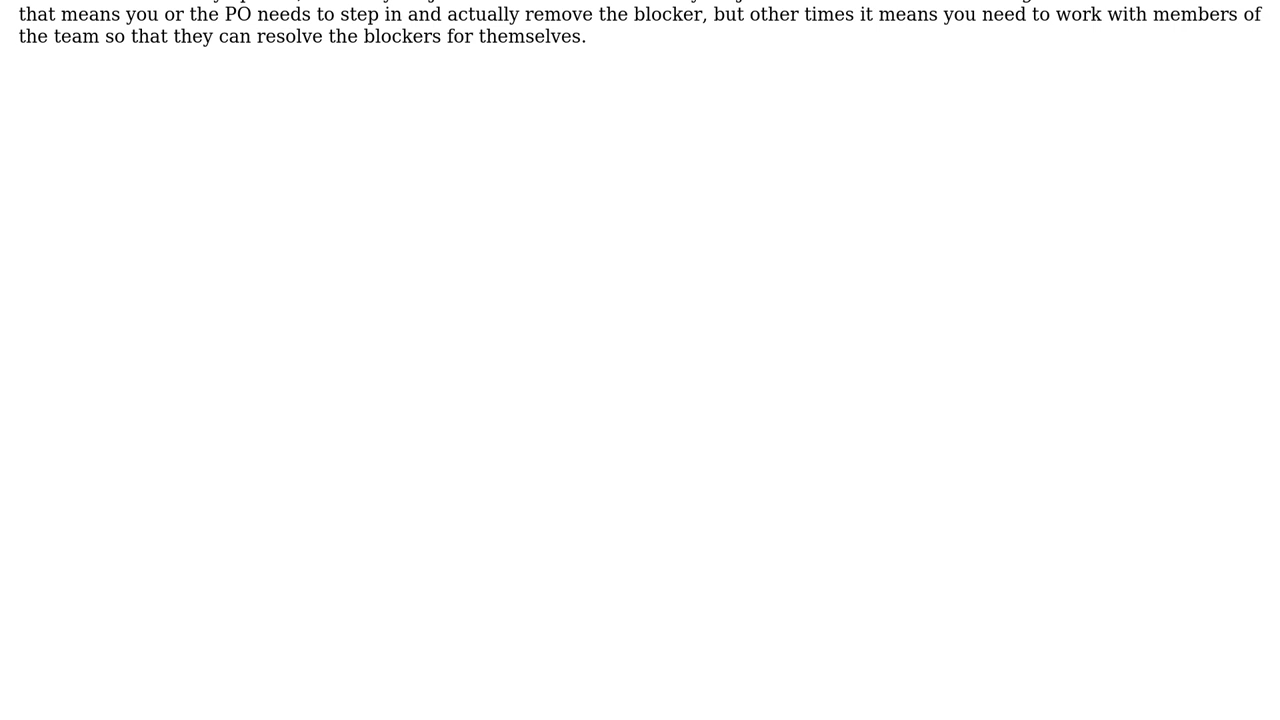 that means you or the PO needs to step in and actually remove the blocker, but other times it means you need to work with members of
the team so that they can resolve the blockers for themselves.